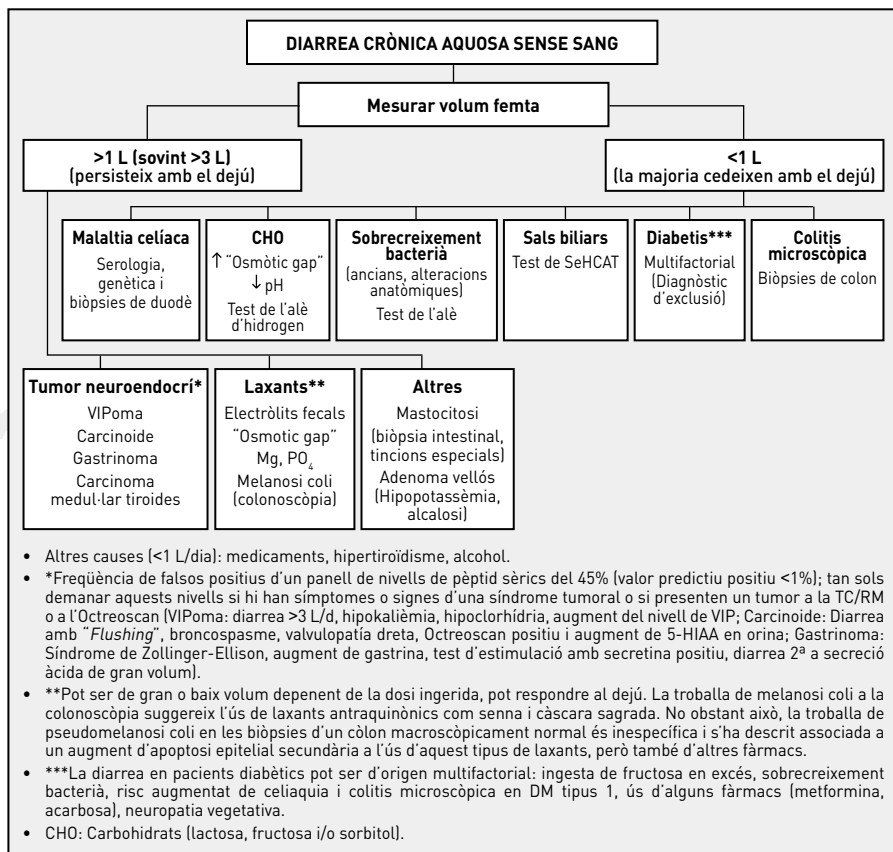 DIARREA CRÒNICA AQUOSA SENSE SANG
Mesurar volum femta
>1 L (sovint >3 L)
(persisteix amb el dejú)
<1 L
(la majoria cedeixen amb el dejú)
Malaltia celíaca
Serologia,
genètica i
biòpsies de duodè
CHO
↑ "Osmòtic gap"
↓ pH
Test de l'alè
d'hidrogen
Sobrecreixement
bacterià
(ancians, alteracions
anatòmiques)
Test de l'alè
Sals biliars
Test de SeHCAT
Diabetis***
Multifactorial
(Diagnòstic
d'exclusió)
Colitis
microscòpica
Biòpsies de colon
Tumor neuroendocrí*
VIPoma
Carcinoide
Gastrinoma
Carcinoma
medul·lar tiroides
Laxants**
Electròlits fecals
"Osmotic gap"
Mg, PO4
Melanosi coli
(colonoscòpia)
Altres
Mastocitosi
(biòpsia intestinal,
tincions especials)
Adenoma vellós
(Hipopotassèmia,
alcalosi)
• Altres causes (<1 L/dia): medicaments, hipertiroïdisme, alcohol.
• *Freqüència de falsos positius d'un panell de nivells de pèptid sèrics del 45% (valor predictiu positiu <1%); tan sols
demanar aquests nivells si hi han símptomes o signes d'una síndrome tumoral o si presenten un tumor a la TC/RM
o a l'Octreoscan (VIPoma: diarrea >3 L/d, hipokalièmia, hipoclorhídria, augment del nivell de VIP; Carcinoide: Diarrea
amb "Flushing", broncospasme, valvulopatía dreta, Octreoscan positiu i augment de 5-HIAA en orina; Gastrinoma:
Síndrome de Zollinger-Ellison, augment de gastrina, test d'estimulació amb secretina positiu, diarrea 2ª a secreció
àcida de gran volum).
• **Pot ser de gran o baix volum depenent de la dosi ingerida, pot respondre al dejú. La troballa de melanosi coli a la
colonoscòpia suggereix l'ús de laxants antraquinònics com senna i càscara sagrada. No obstant això, la troballa de
pseudomelanosi coli en les biòpsies d'un còlon macroscòpicament normal és inespecífica i s'ha descrit associada a
un augment d'apoptosi epitelial secundària a l'ús d'aquest tipus de laxants, però també d'altres fàrmacs.
• ***La diarrea en pacients diabètics pot ser d'origen multifactorial: ingesta de fructosa en excés, sobrecreixement
bacterià, risc augmentat de celiaquia i colitis microscòpica en DM tipus 1, ús d'alguns fàrmacs (metformina,
acarbosa), neuropatia vegetativa.
• CHO: Carbohidrats (lactosa, fructosa i/o sorbitol).